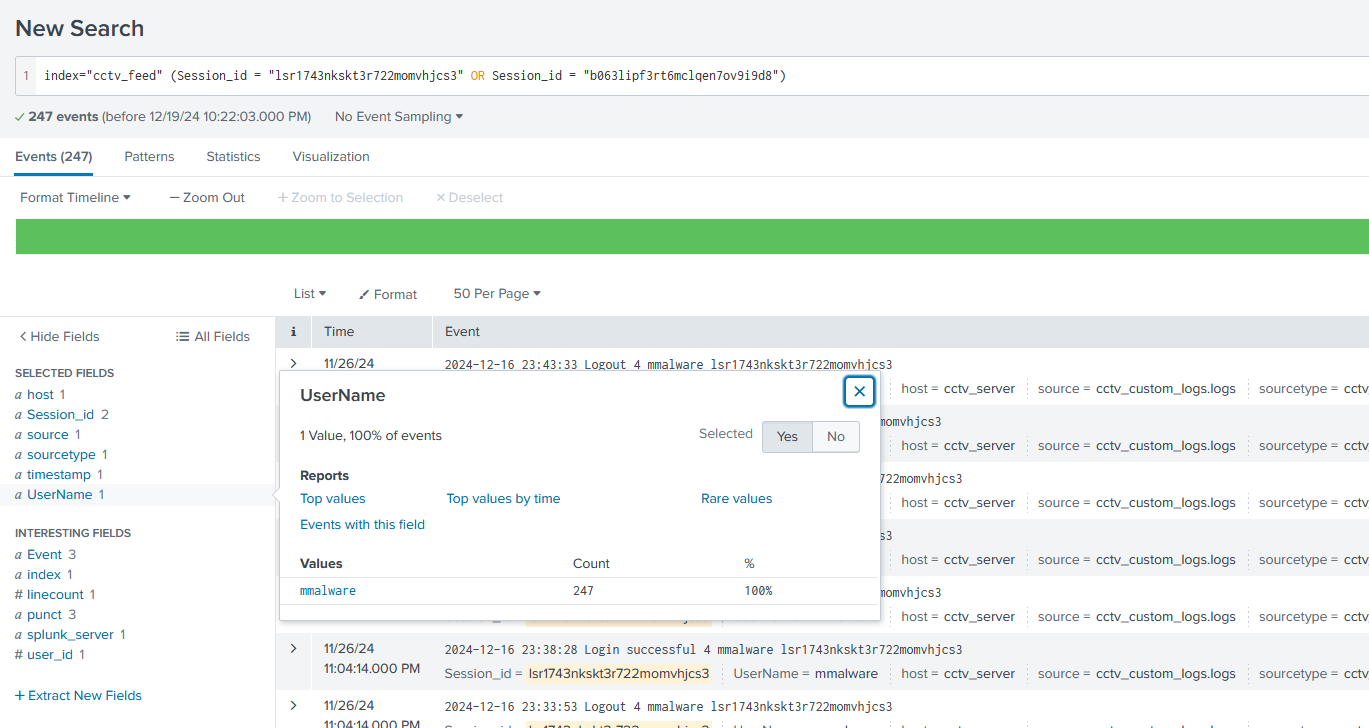 New Search
1 index="cctv_feed" (Session_id = "lsr1743nkskt3r722momvhjcs3" OR Session_id = "b063lipf3rt6mclqen7ov9i9d8")
✓ 247 events (before 12/19/24 10:22:03.000 PM) No Event Sampling
Events (247) Patterns Statistics Visualization
Format Timeline — Zoom Out + Zoom to Selection × Deselect
List Format 50 Per Page
Hide Fields All Fields i Time Event
SELECTED FIELDS
a host 1
a Session_id 2
a source 1
a sourcetype 1
a timestamp 1
a UserName 1
INTERESTING FIELDS
a Event 3
a index 1
# linecount 1
a punct 3
a splunk_server 1
# user_id 1
+ Extract New Fields
11/26/24 2024-12-16 23:43:33 Logout 4 mmalware lsr1743nkskt3r722momvhjcs3
host = cctv_server source = cctv_custom_logs.logs sourcetype = cctv
momvhjcs3
host = cctv_server source = cctv_custom_logs.logs sourcetype = cctv
722momvhjcs3
host = cctv_server source = cctv_custom_logs.logs sourcetype = cctv
s3
host = cctv_server source = cctv_custom_logs.logs sourcetype = cctv
momvhjcs3
host = cctv_server source = cctv_custom_logs.logs sourcetype = cctv
UserName
1 Value, 100% of events Selected Yes No
Reports
Top values Top values by time Rare values
Events with this field
Values Count %
mmalware 247 100%
11/26/24 2024-12-16 23:38:28 Login successful 4 mmalware lsr1743nkskt3r722momvhjcs3
11:04:14.000 PM Session_id = lsr1743nkskt3r722momvhjcs3 UserName = mmalware host = cctv_server source = cctv_custom_logs.logs sourcetype = cctv
11/26/24 2024-12-16 23:33:53 Logout 4 mmalware lsr1743nkskt3r722momvhjcs3
11:04:14.000 PM